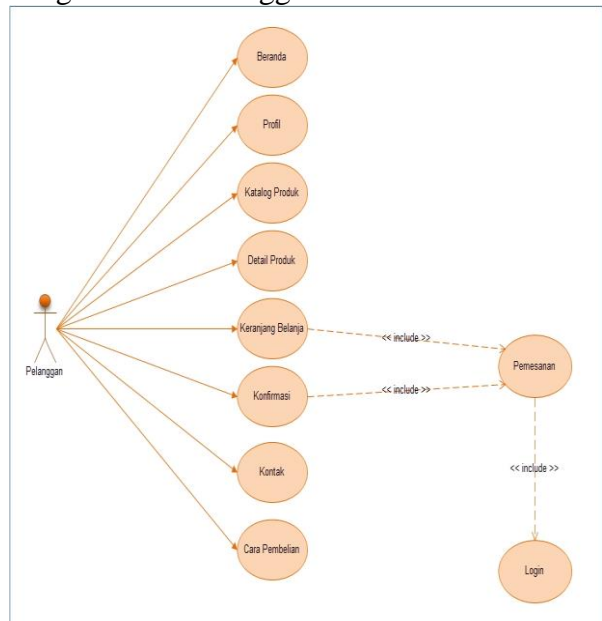 Beranda
Profil
Katalog Produk
Detail Produk
Keranjang Belanja
<< include >>
Pemesanan
Pelanggan
Konfirmasi
<< include >>
Kontak
<< include >>
Cara Pembelian
Login